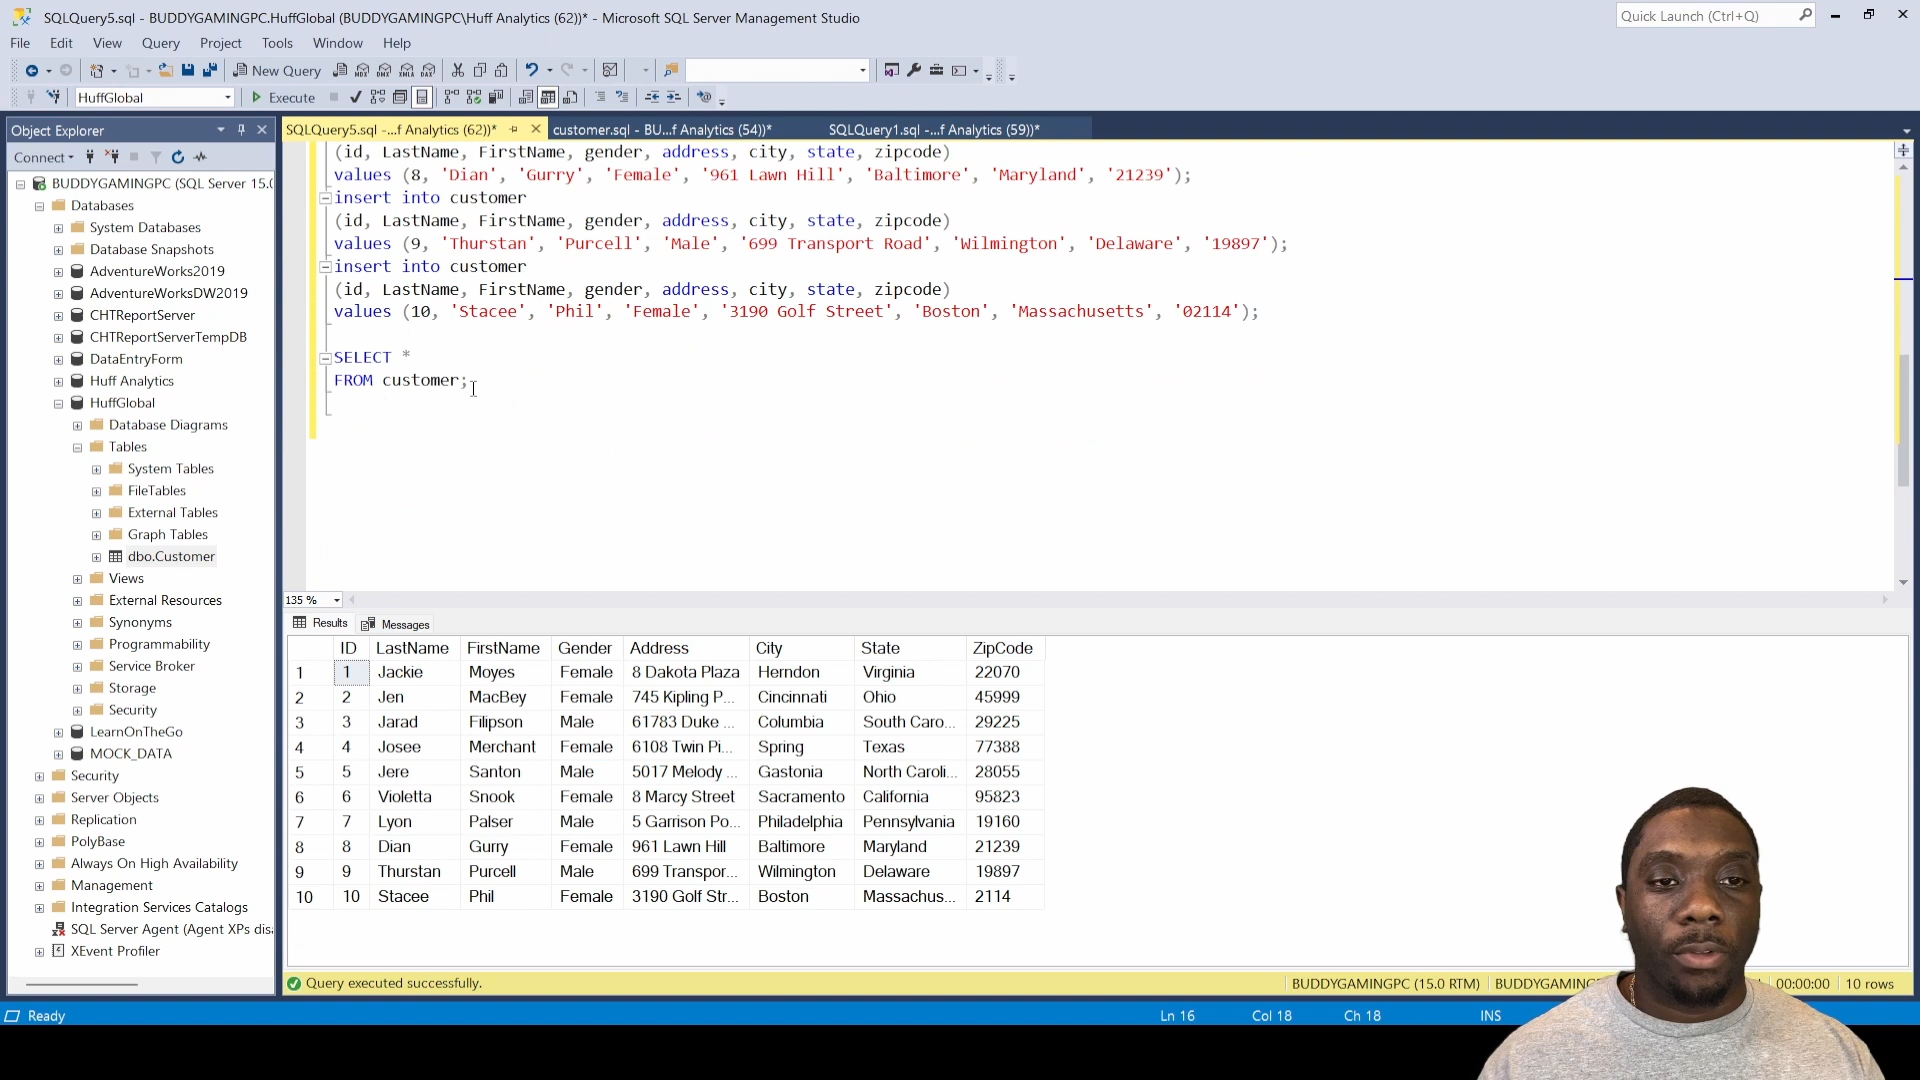 SQLQuery5.sql - BUDDYGAMINGPC.HuffGlobal (BUDDYGAMINGPC\Huff Analytics (62))* - Microsoft SQL Server Management Studio
Quick Launch (Ctrl+Q)
File Edit View Query Project Tools Window Help
New Query
HuffGlobal Execute
Object Explorer
Connect
BUDDYGAMINGPC (SQL Server 15.0
Databases
System Databases
Database Snapshots
AdventureWorks2019
AdventureWorksDW2019
CHTReportServer
CHTReportServerTempDB
DataEntryForm
Huff Analytics
HuffGlobal
Database Diagrams
Tables
System Tables
FileTables
External Tables
Graph Tables
dbo.Customer
Views
External Resources
Synonyms
Programmability
Service Broker
Storage
Security
LearnOnTheGo
MOCK_DATA
Security
Server Objects
Replication
PolyBase
Always On High Availability
Management
Integration Services Catalogs
SQL Server Agent (Agent XPs disa
XEvent Profiler
SQLQuery5.sql -...f Analytics (62))* customer.sql - BU...f Analytics (54))* SQLQuery1.sql -...f Analytics (59))*
(id, LastName, FirstName, gender, address, city, state, zipcode)
values (8, 'Dian', 'Gurry', 'Female', '961 Lawn Hill', 'Baltimore', 'Maryland', '21239');
insert into customer
(id, LastName, FirstName, gender, address, city, state, zipcode)
values (9, 'Thurstan', 'Purcell', 'Male', '699 Transport Road', 'Wilmington', 'Delaware', '19897');
insert into customer
(id, LastName, FirstName, gender, address, city, state, zipcode)
values (10, 'Stacee', 'Phil', 'Female', '3190 Golf Street', 'Boston', 'Massachusetts', '02114');
SELECT *
FROM customer;
135 %
Results Messages
ID LastName FirstName Gender Address City State ZipCode
1 1 Jackie Moyes Female 8 Dakota Plaza Herndon Virginia 22070
2 2 Jen MacBey Female 745 Kipling P... Cincinnati Ohio 45999
3 3 Jarad Filipson Male 61783 Duke ... Columbia South Caro... 29225
4 4 Josee Merchant Female 6108 Twin Pi... Spring Texas 77388
5 5 Jere Santon Male 5017 Melody ... Gastonia North Caroli... 28055
6 6 Violetta Snook Female 8 Marcy Street Sacramento California 95823
7 7 Lyon Palser Male 5 Garrison Po... Philadelphia Pennsylvania 19160
8 8 Dian Gurry Female 961 Lawn Hill Baltimore Maryland 21239
9 9 Thurstan Purcell Male 699 Transpor... Wilmington Delaware 19897
10 10 Stacee Phil Female 3190 Golf Str... Boston Massachus... 2114
Query executed successfully. BUDDYGAMINGPC (15.0 RTM) 00:00:00 10 rows
Ready Ln 16 Col 18 Ch 18 INS